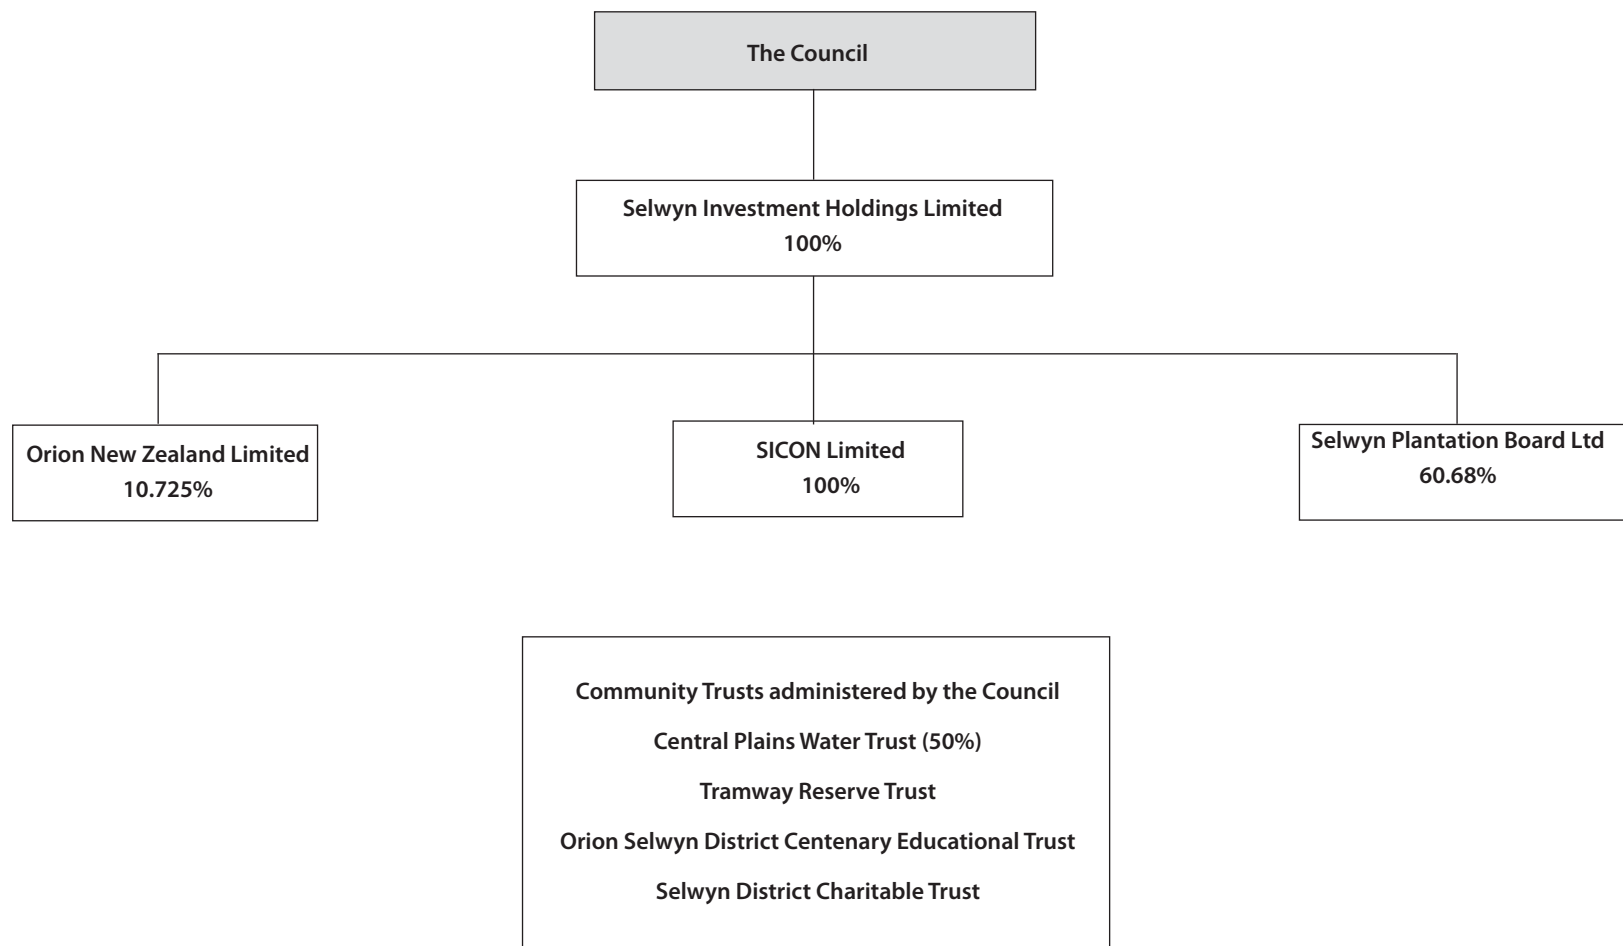 The Council
Selwyn Investment Holdings Limited
100%
Orion New Zealand Limited
10.725%
SICON Limited
100%
Selwyn Plantation Board Ltd
60.68%
Community Trusts administered by the Council
Central Plains Water Trust (50%)
Tramway Reserve Trust
Orion Selwyn District Centenary Educational Trust
Selwyn District Charitable Trust